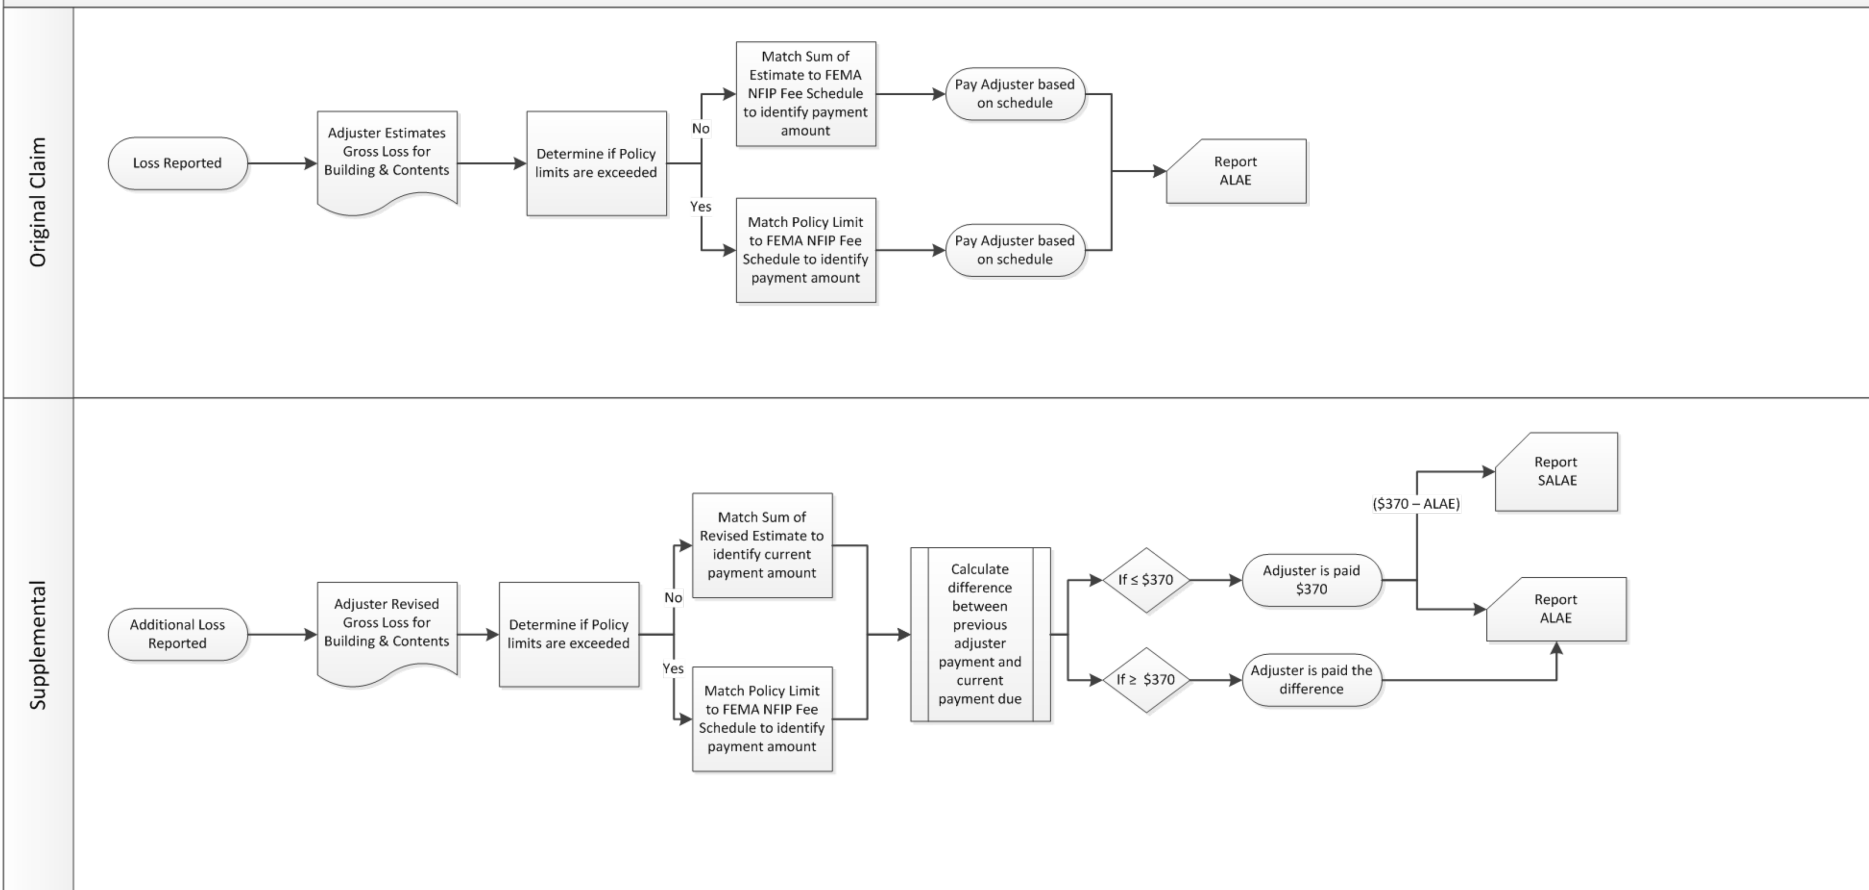 Original Claim
Loss Reported
Adjuster Estimates
Gross Loss for
Building & Contents
Determine if Policy
limits are exceeded
No
Yes
Match Sum of
Estimate to FEMA
NFIP Fee Schedule
to identify payment
amount
Pay Adjuster based
on schedule
Match Policy Limit
to FEMA NFIP Fee
Schedule to identify
payment amount
Pay Adjuster based
on schedule
Report
ALAE
Supplemental
Additional Loss
Reported
Adjuster Revised
Gross Loss for
Building & Contents
Determine if Policy
limits are exceeded
No
Yes
Match Sum of
Revised Estimate to
identify current
payment amount
Match Policy Limit
to FEMA NFIP Fee
Schedule to identify
payment amount
Calculate
difference
between
previous
adjuster
payment and
current
payment due
If ≤ $370
Adjuster is paid
$370
($370 – ALAE)
Report
SALAE
Report
ALAE
If ≥ $370
Adjuster is paid the
difference